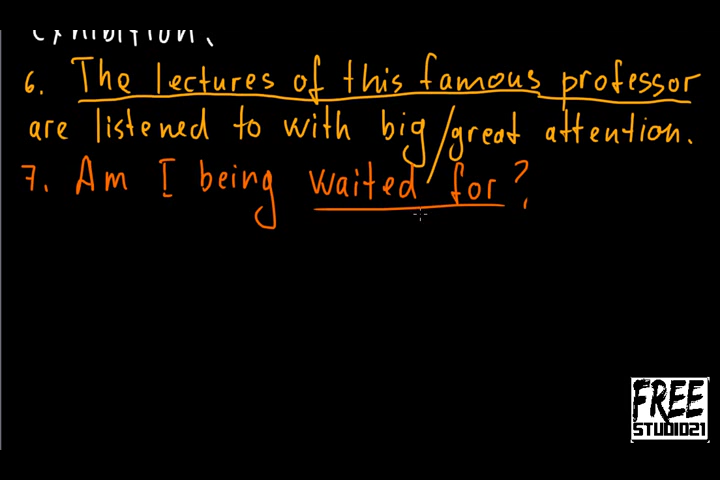 exhibition.
6. The lectures of this famous professor
are listened to with big/great attention.
7. Am I being waited for?
FREE
STUDIO21